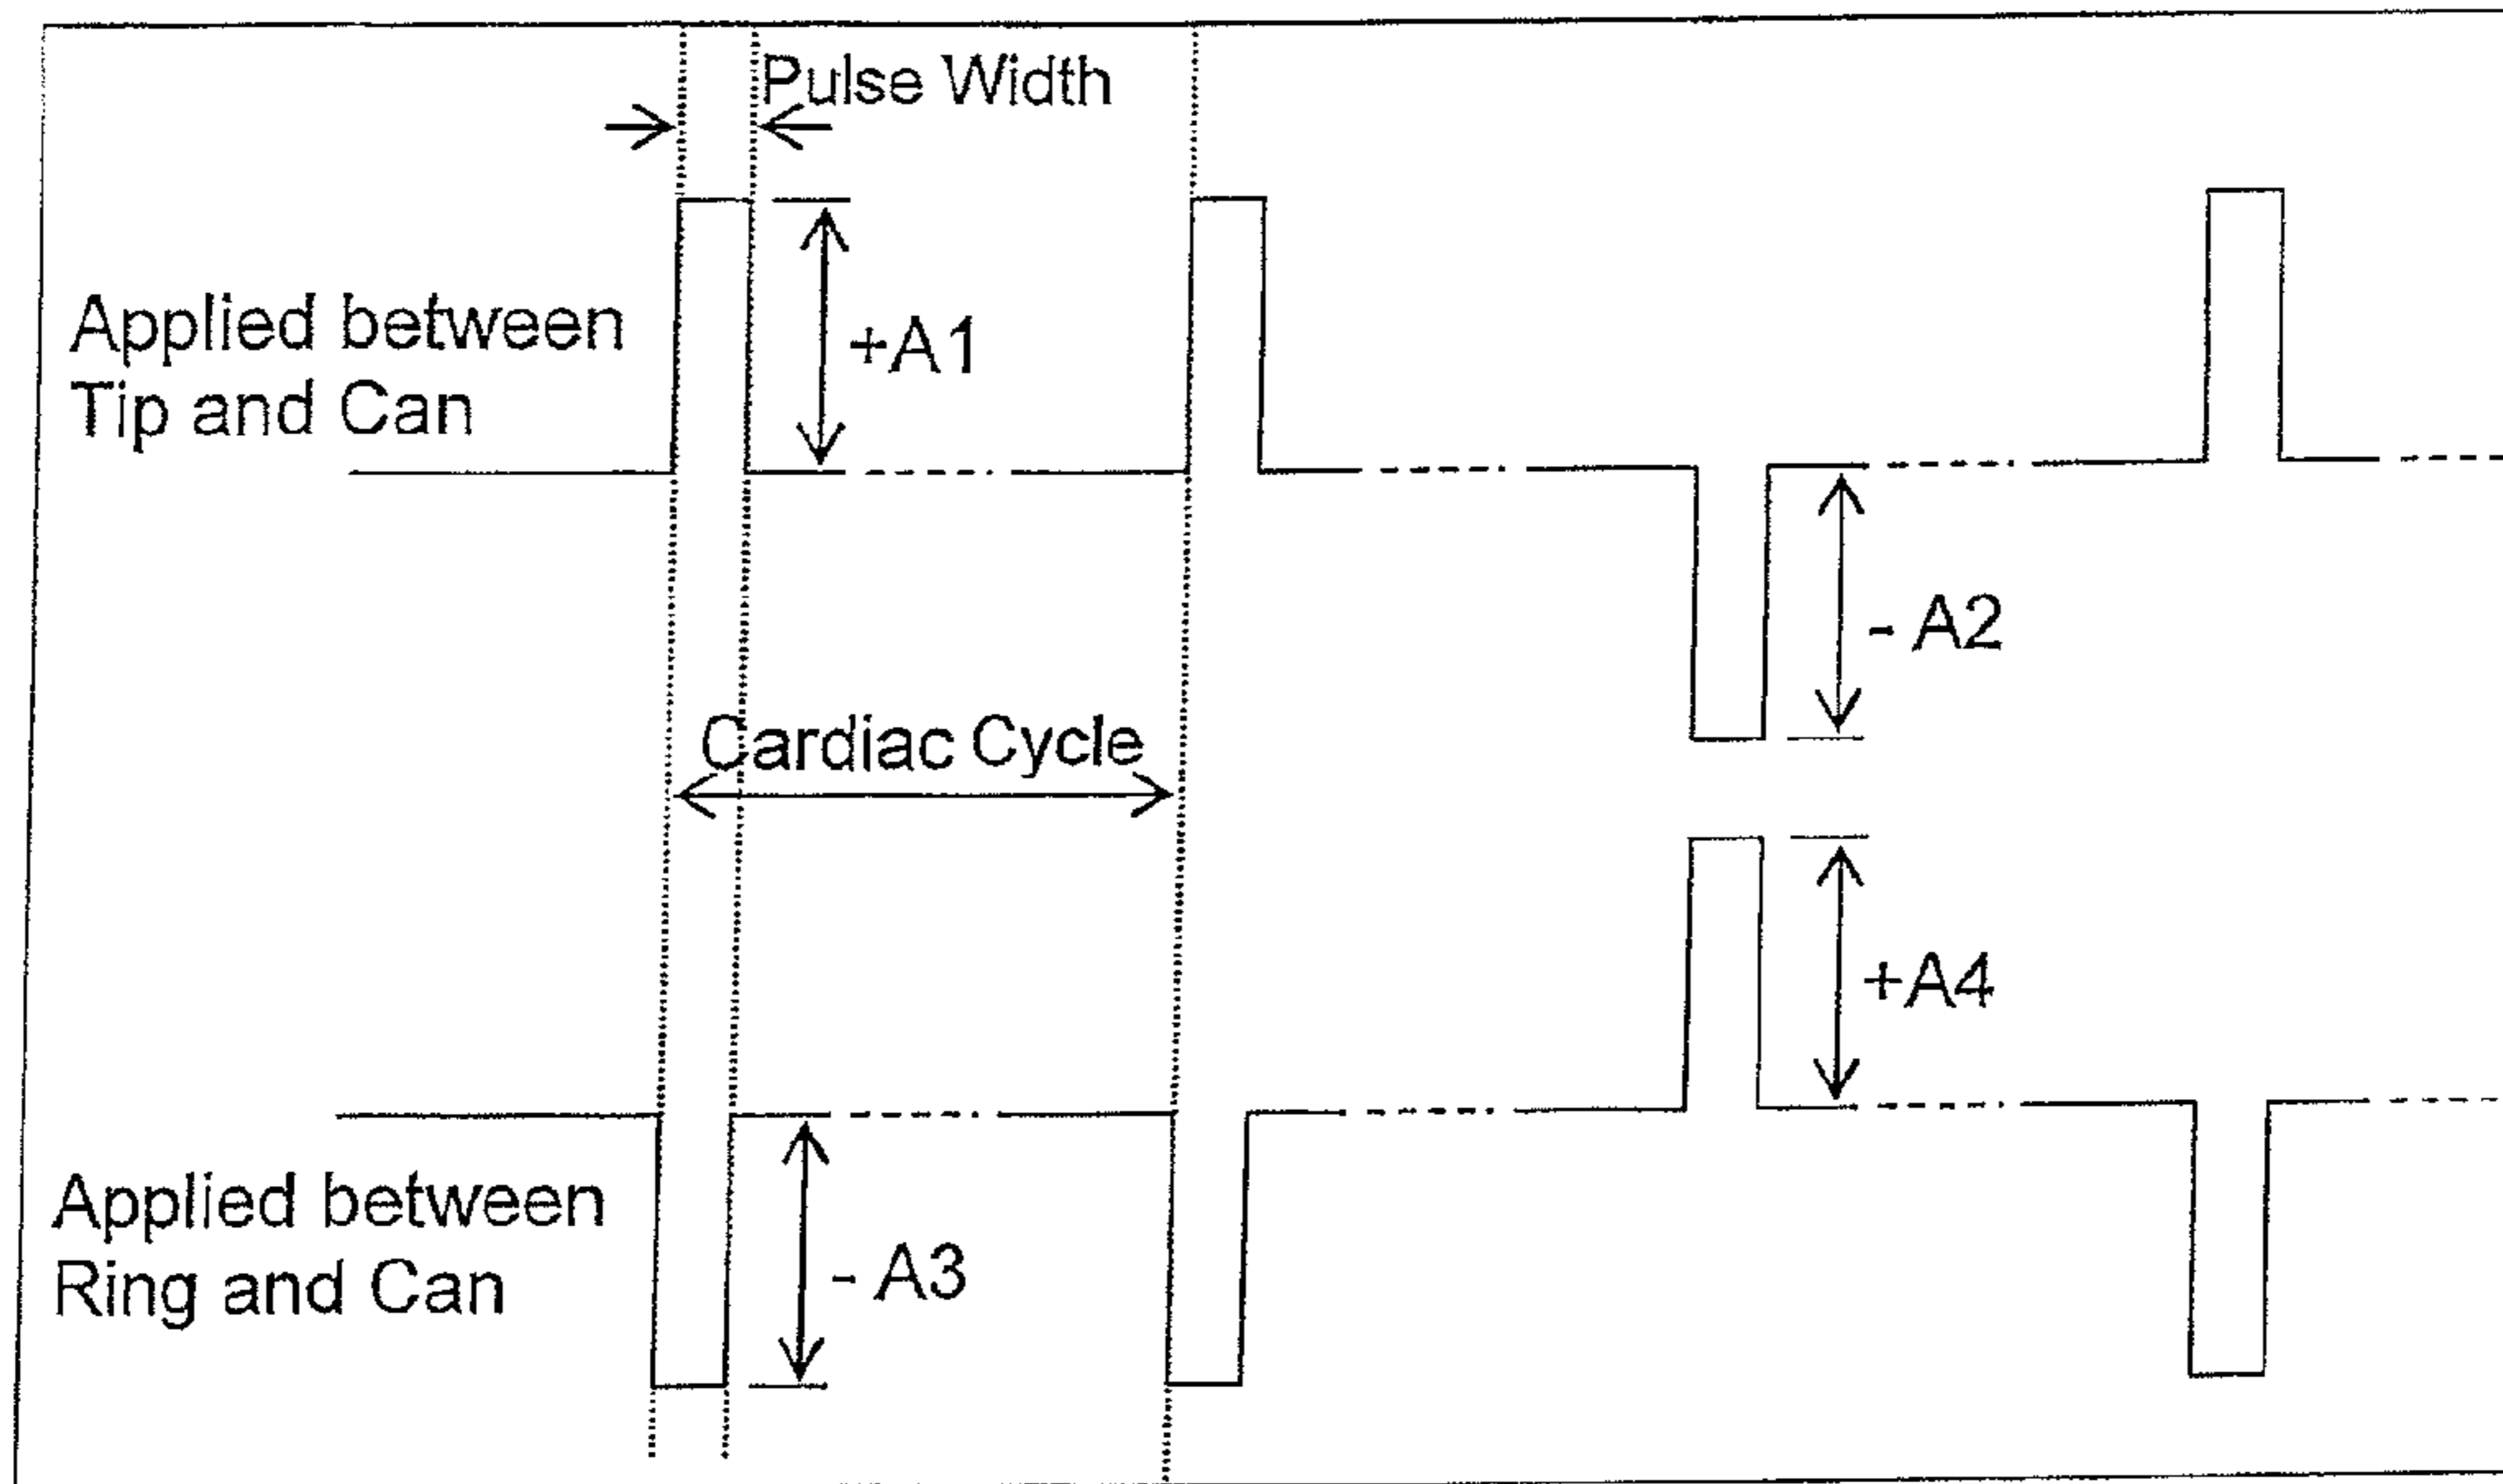 Pulse Width
Applied between
Tip and Can
+A1
- A2
Cardiac Cycle
+A4
Applied between
Ring and Can
- A3